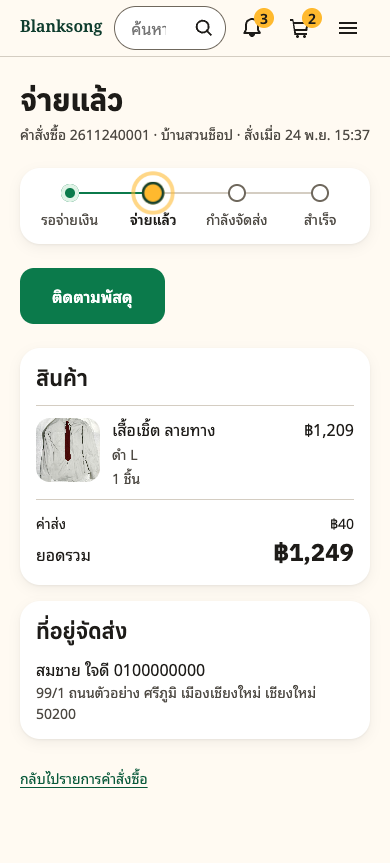 Blanksong
ค้นหา
3
2
จ่ายแล้ว
คำสั่งซื้อ 2611240001 · บ้านสวนช็อป · สั่งเมื่อ 24 พ.ย. 15:37
รอจ่ายเงิน
จ่ายแล้ว
กำลังจัดส่ง
สำเร็จ
ติดตามพัสดุ
สินค้า
เสื้อเชิ้ต ลายทาง ฿1,209
ดำ L
1 ชิ้น
ค่าส่ง ฿40
ยอดรวม ฿1,249
ที่อยู่จัดส่ง
สมชาย ใจดี 0100000000
99/1 ถนนตัวอย่าง ศรีภูมิ เมืองเชียงใหม่ เชียงใหม่
50200
กลับไปรายการคำสั่งซื้อ